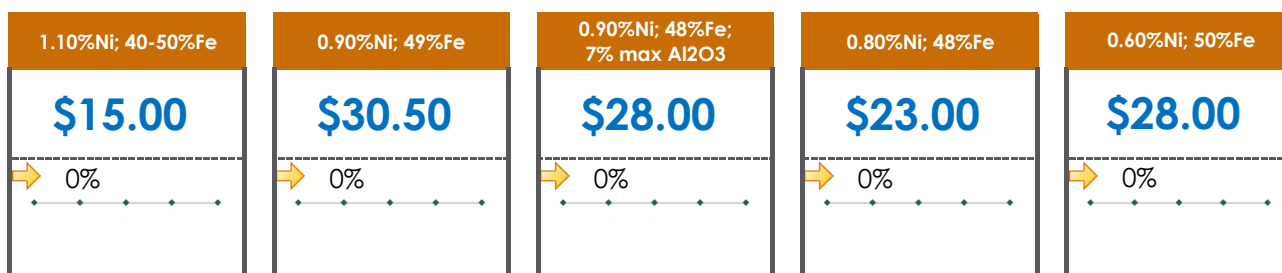 1.10%Ni; 40-50%Fe
$15.00
0%
0.90%Ni; 49%Fe
$30.50
0%
0.90%Ni; 48%Fe;
7% max Al2O3
$28.00
0%
0.80%Ni; 48%Fe
$23.00
0%
0.60%Ni; 50%Fe
$28.00
0%